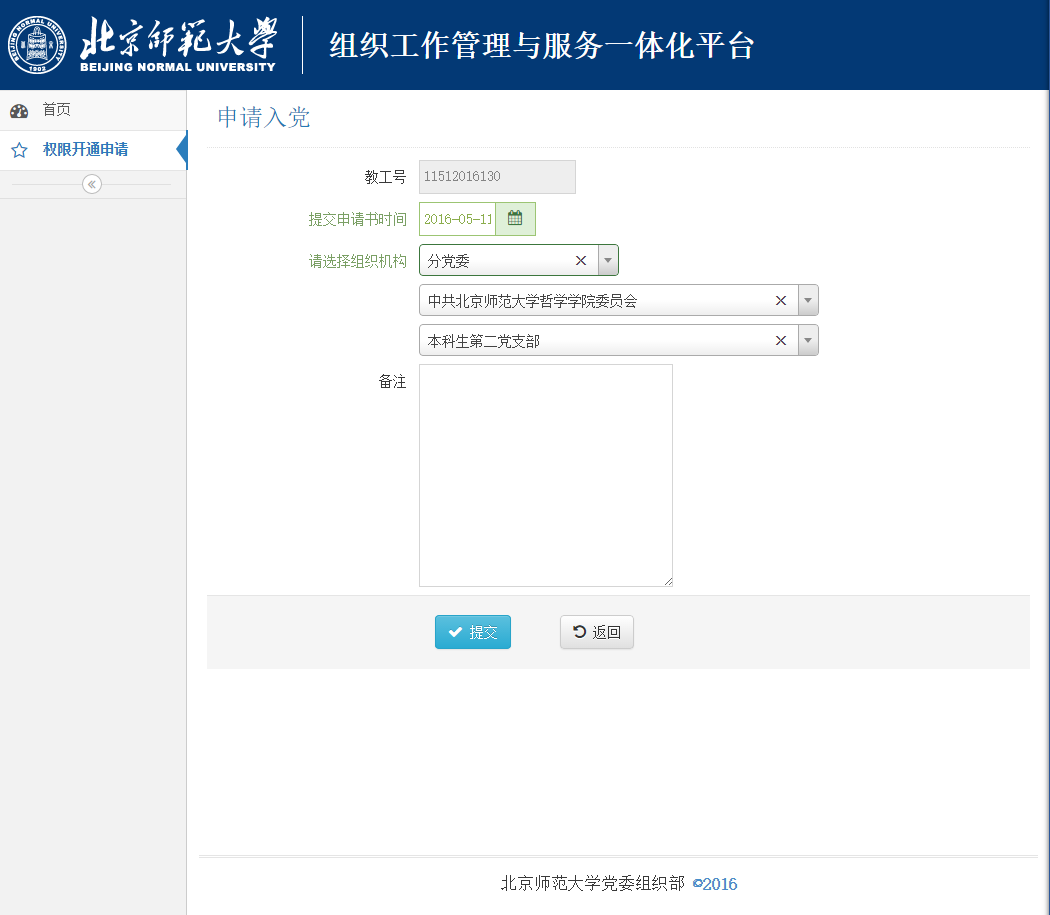 BEIJING NORMAL UNIVERSITY
1902
北京师范大学
BEIJING NORMAL UNIVERSITY
组织工作管理与服务一体化平台
首页
权限开通申请
申请入党
教工号 11512016130
提交申请书时间 2016-05-11
请选择组织机构 分党委
中共北京师范大学哲学学院委员会
本科生第二党支部
备注
提交 返回
北京师范大学党委组织部 ©2016